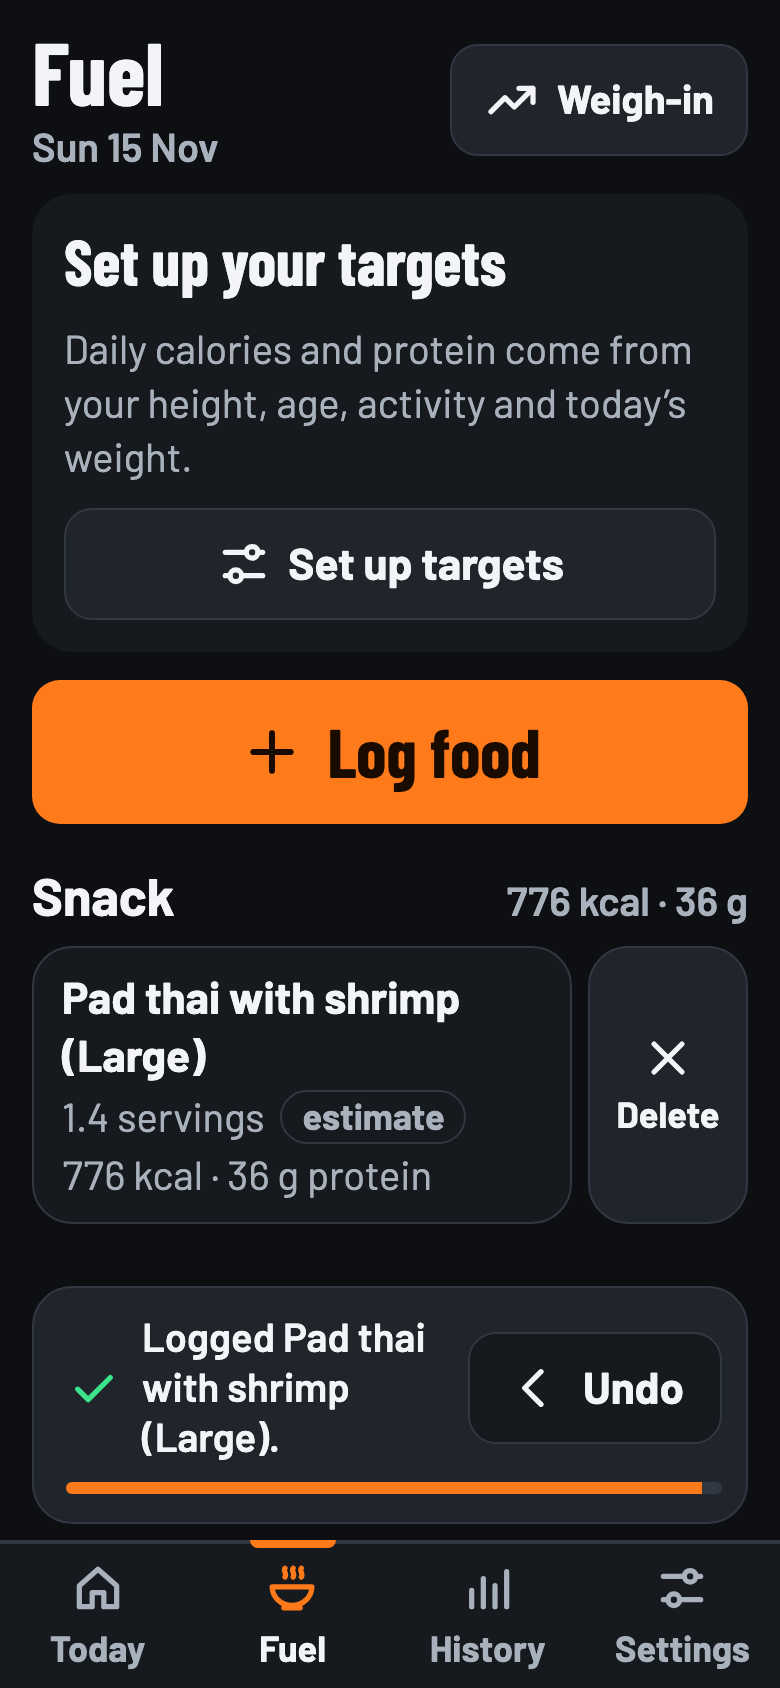 Fuel
Sun 15 Nov
Weigh-in
Set up your targets
Daily calories and protein come from
your height, age, activity and today’s
weight.
Set up targets
Log food
Snack
776 kcal · 36 g
Pad thai with shrimp
(Large)
1.4 servings estimate
776 kcal · 36 g protein
Delete
Logged Pad thai
with shrimp
(Large).
Undo
Today
Fuel
History
Settings